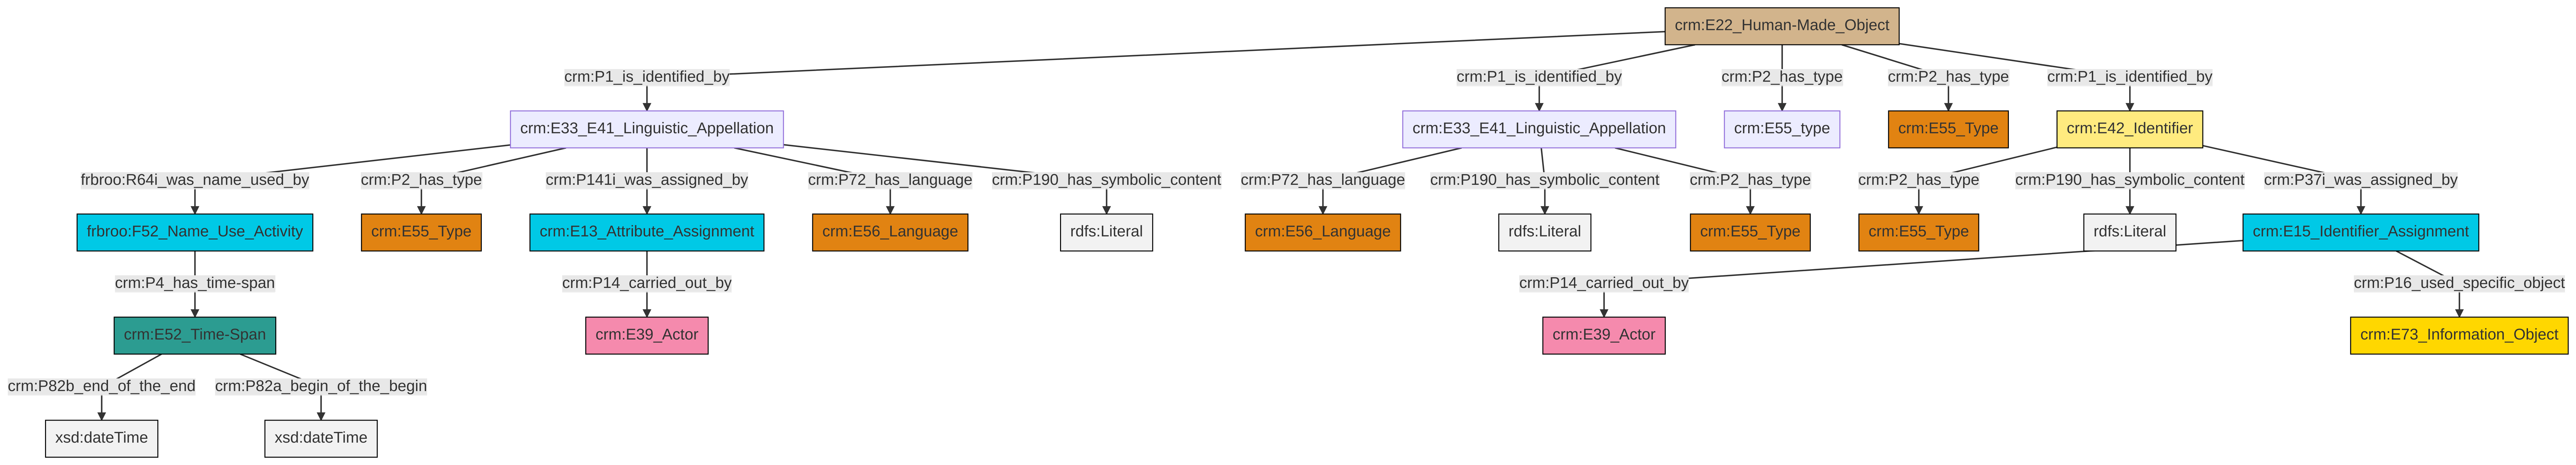 crm:E22_Human-Made_Object
crm:P1_is_identified_by
crm:P1_is_identified_by
crm:P2_has_type
crm:P2_has_type
crm:P1_is_identified_by
crm:E33_E41_Linguistic_Appellation
crm:E33_E41_Linguistic_Appellation
crm:E55_type
crm:E55_Type
crm:E42_Identifier
frbroo:R64i_was_name_used_by
crm:P2_has_type
crm:P141i_was_assigned_by
crm:P72_has_language
crm:P190_has_symbolic_content
crm:P72_has_language
crm:P190_has_symbolic_content
crm:P2_has_type
crm:P2_has_type
crm:P190_has_symbolic_content
crm:P37i_was_assigned_by
frbroo:F52_Name_Use_Activity
crm:E55_Type
crm:E13_Attribute_Assignment
crm:E56_Language
rdfs:Literal
crm:E56_Language
rdfs:Literal
crm:E55_Type
crm:E55_Type
rdfs:Literal
crm:E15_Identifier_Assignment
crm:P4_has_time-span
crm:P14_carried_out_by
crm:P14_carried_out_by
crm:P16_used_specific_object
crm:E52_Time-Span
crm:E39_Actor
crm:E39_Actor
crm:E73_Information_Object
crm:P82b_end_of_the_end
crm:P82a_begin_of_the_begin
xsd:dateTime
xsd:dateTime